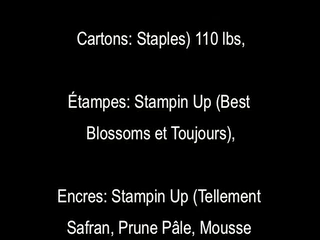 Cartons: Staples) 110 lbs,
Étampes: Stampin Up (Best
Blossoms et Toujours),
Encres: Stampin Up (Tellement
Safran, Prune Pâle, Mousse